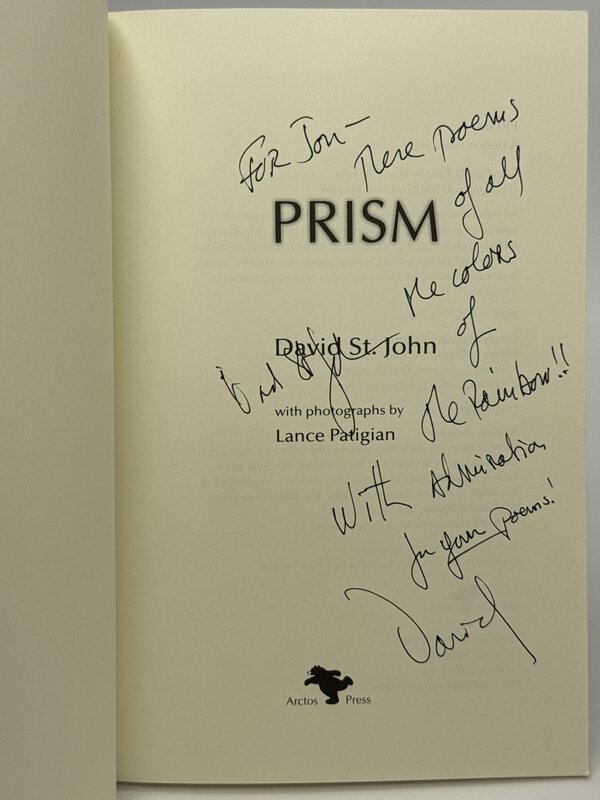 FOR Jon—
These poems
of all
PRISM
the colors
of
David St. John
the Rainbow!!
with photographs by
Lance Patigian
With Admiration
for your poems!
David
Arctos Press